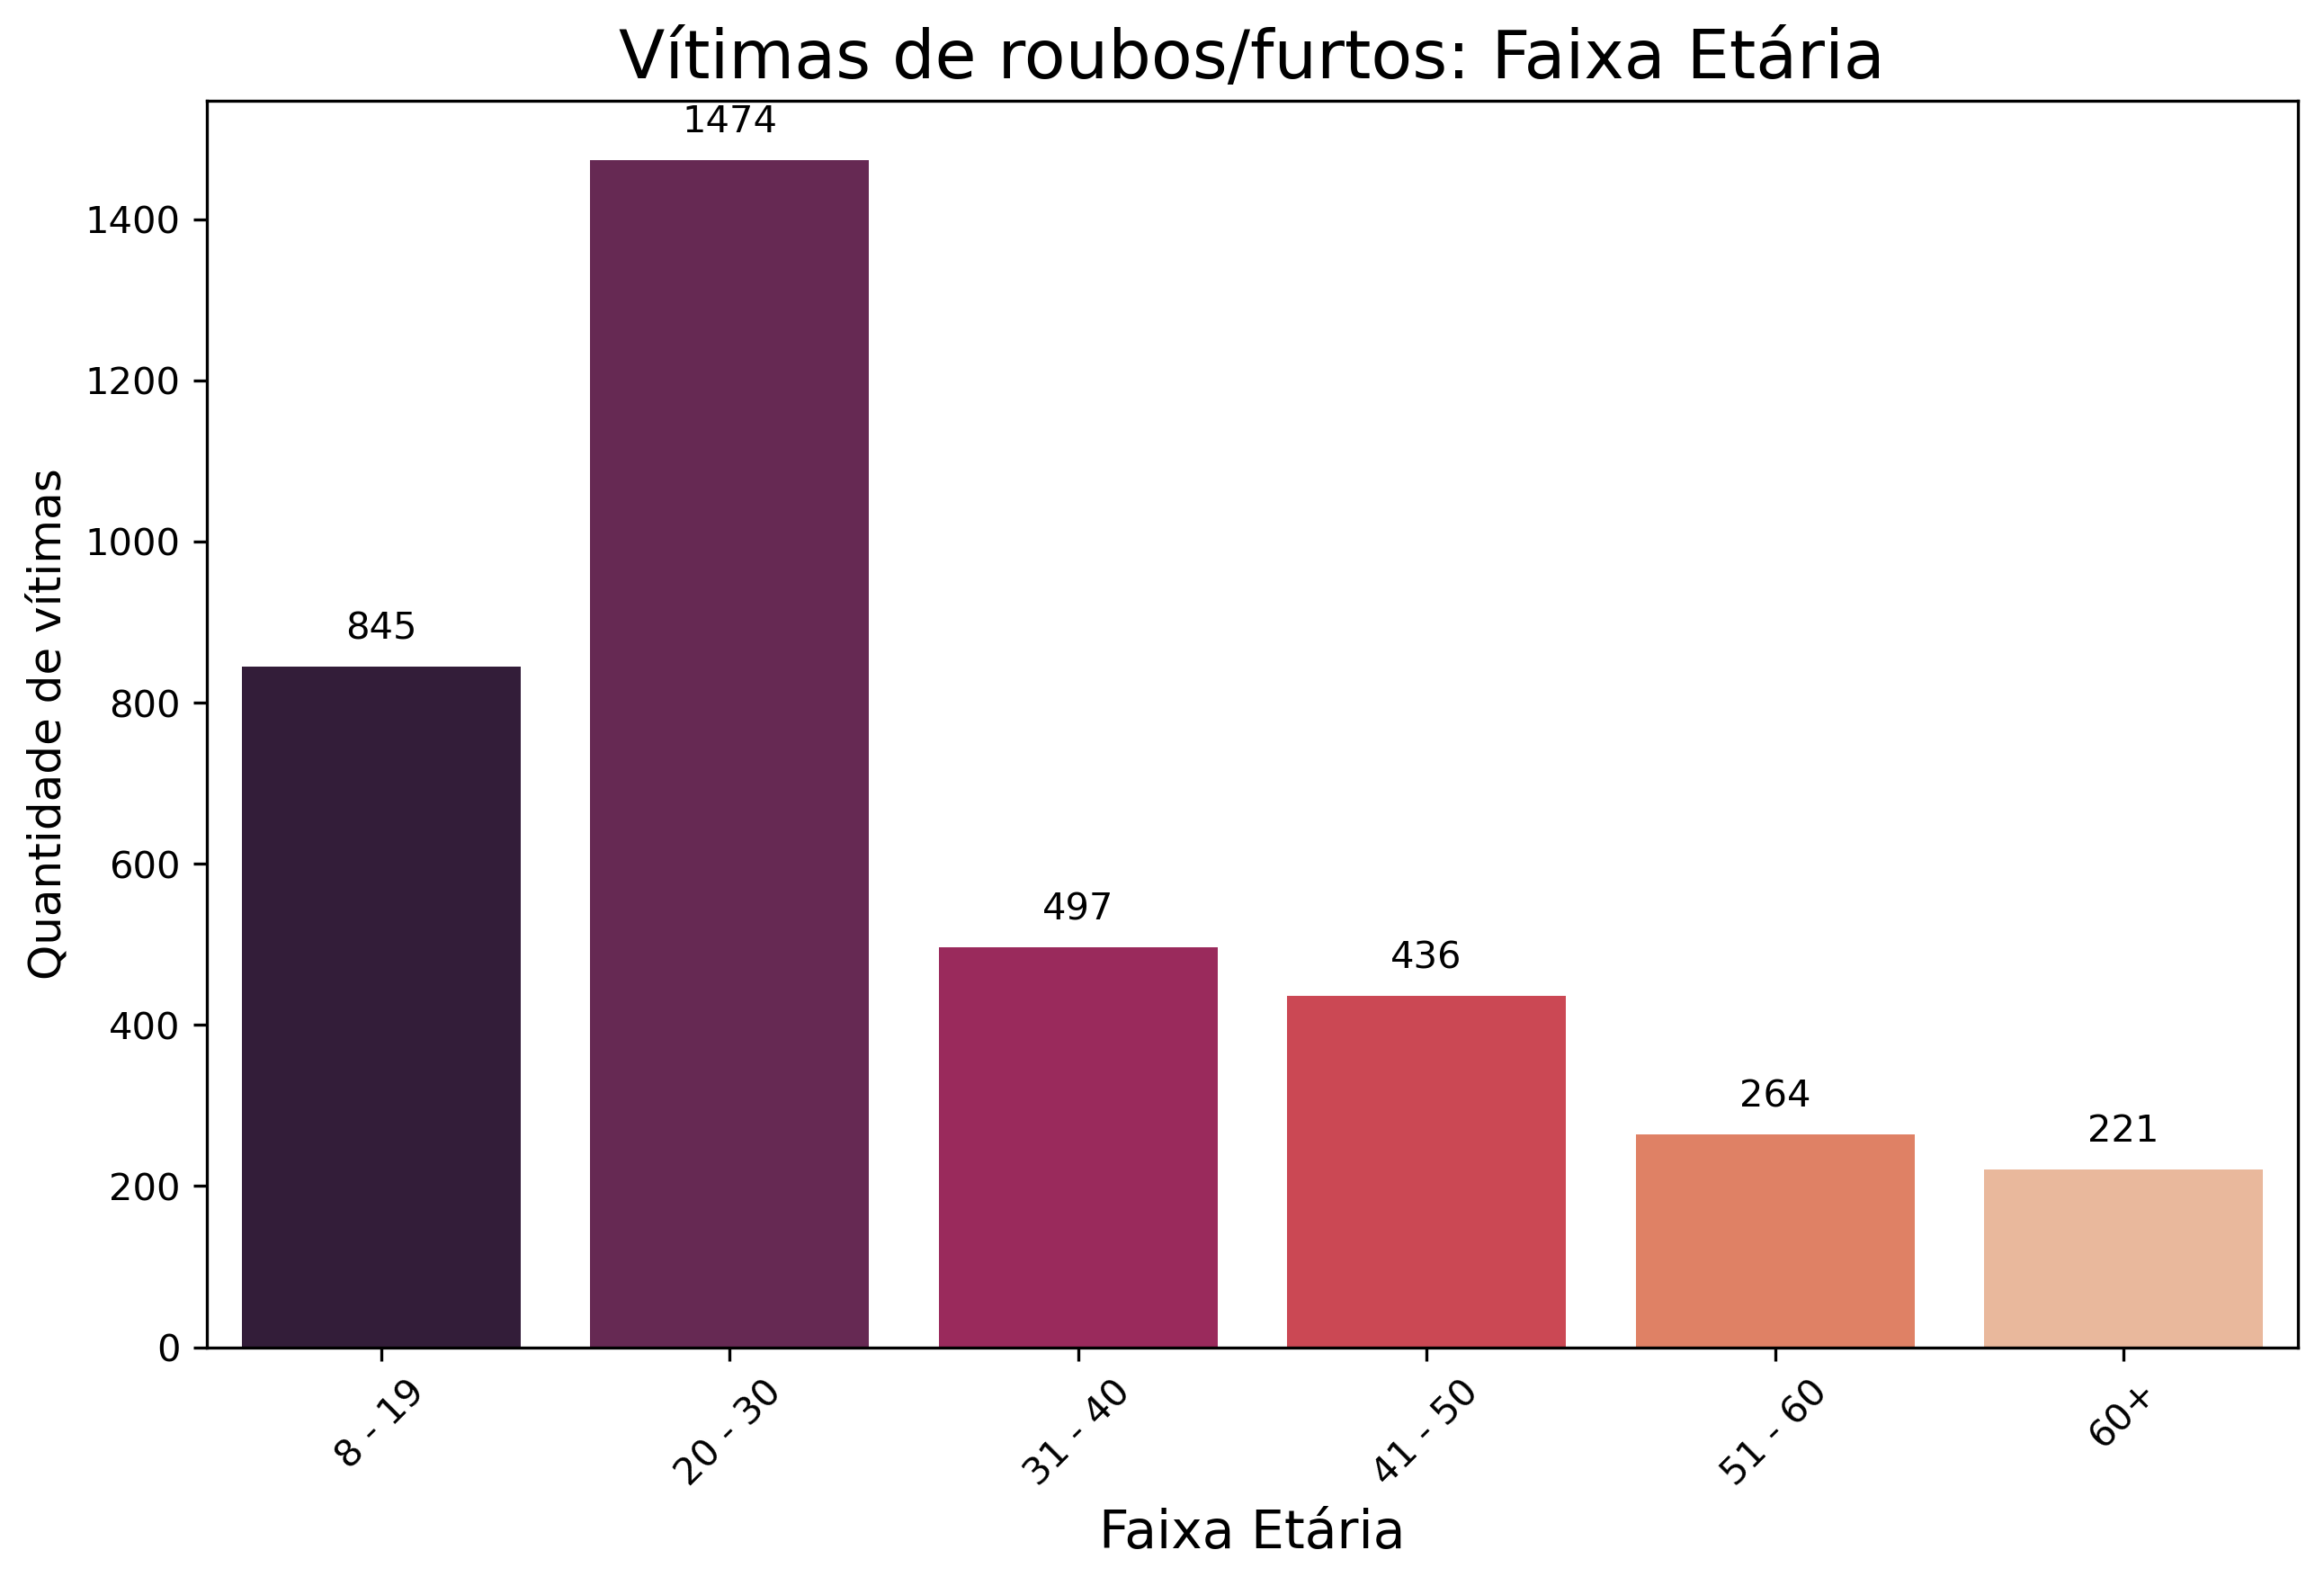 Vítimas de roubos/furtos: Faixa Etária
Quantidade de vítimas
1400
1200
1000
800
600
400
200
0
845
1474
497
436
264
221
8 - 19
20 - 30
31 - 40
41 - 50
51 - 60
60+
Faixa Etária